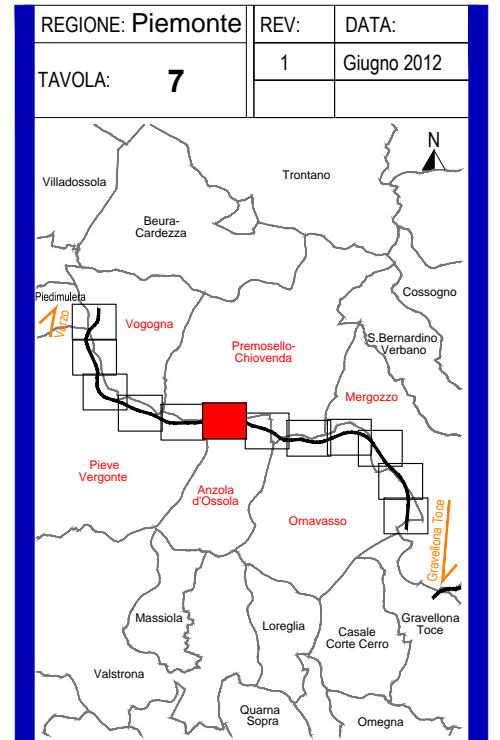 REGIONE: Piemonte
REV:
DATA:
TAVOLA: 7
1
Giugno 2012
N
Trontano
Villadossola
Beura-
Cardezza
Cossogno
Piedimulera
Varzo
Vogogna
S.Bernardino
Verbano
Premosello-
Chiovenda
Mergozzo
Pieve
Vergonte
Anzola
d'Ossola
Ornavasso
Gravellona Toce
Massiola
Loreglia
Casale
Corte Cerro
Gravellona
Toce
Valstrona
Quarna
Sopra
Omegna